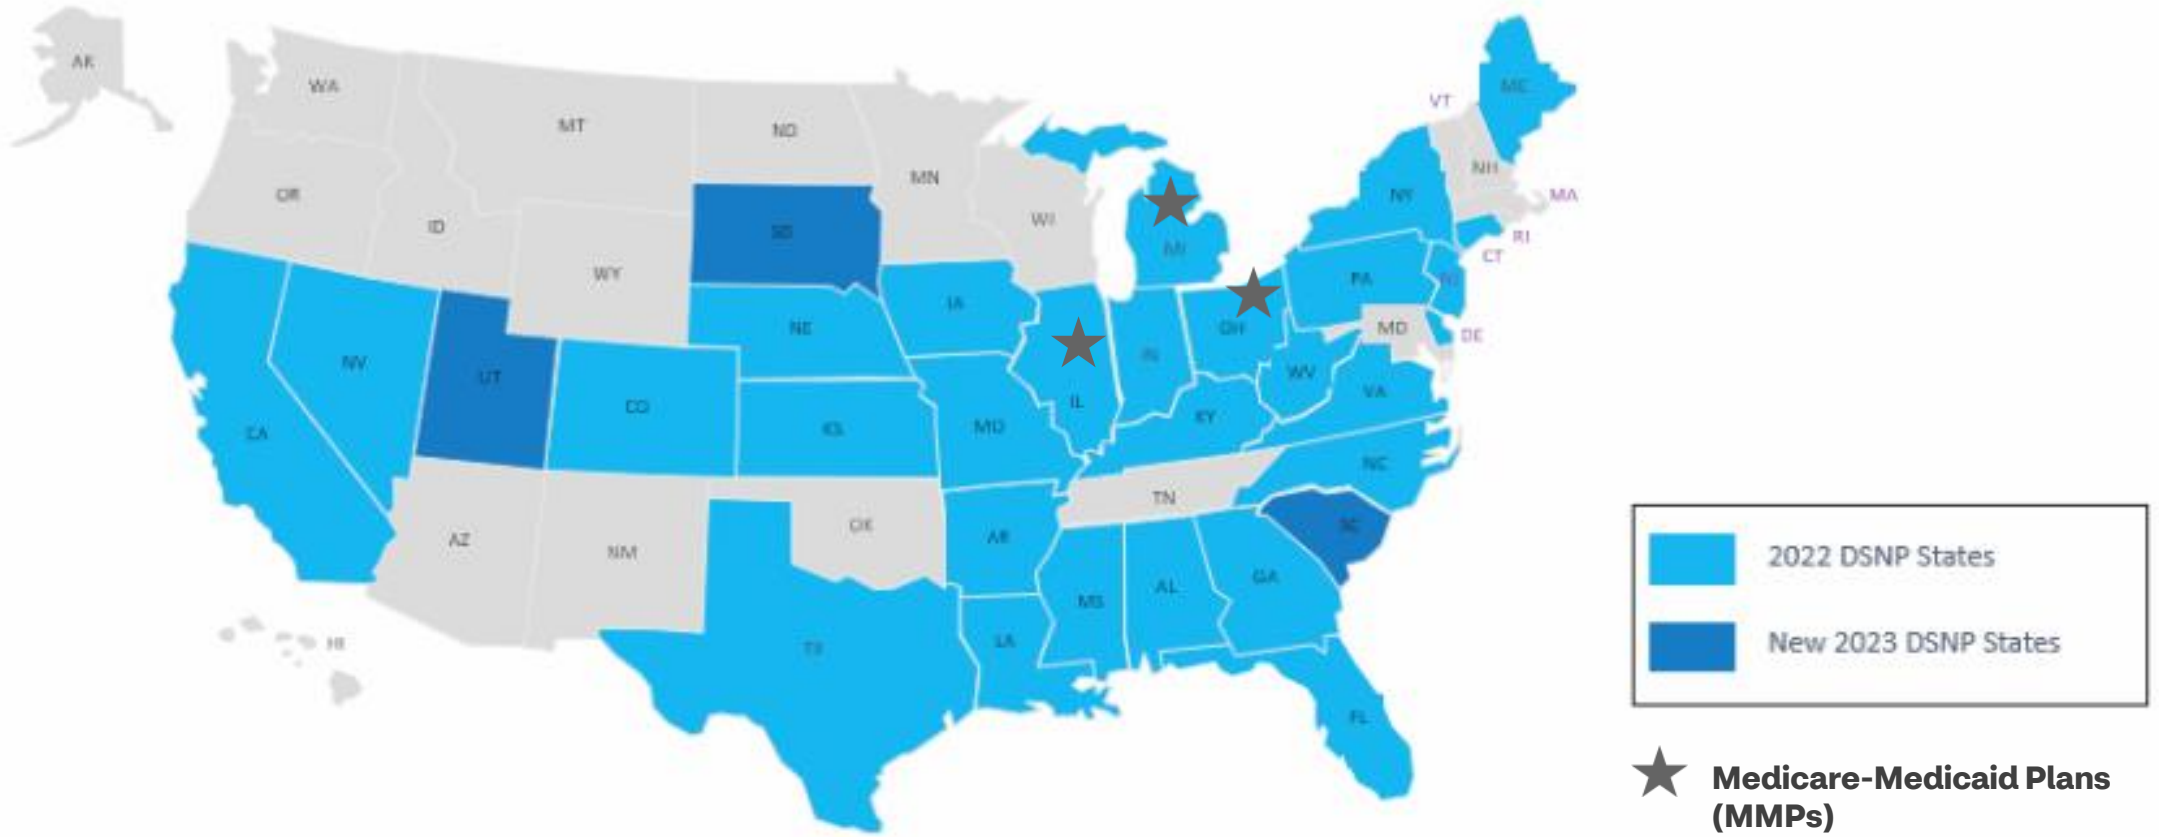 AK
WA
MT
ND
MN
WI
MI
VT
ME
NH
MA
RI
CT
NY
OR
ID
WY
SD
IA
PA
NJ
NE
NV
UT
CO
CA
KS
MO
IL
IN
OH
MD
DE
WV
VA
KY
NC
TN
SC
AZ
NM
OK
AR
MS
AL
GA
HI
TX
LA
FL
2022 DSNP States
New 2023 DSNP States
Medicare-Medicaid Plans
(MMPs)